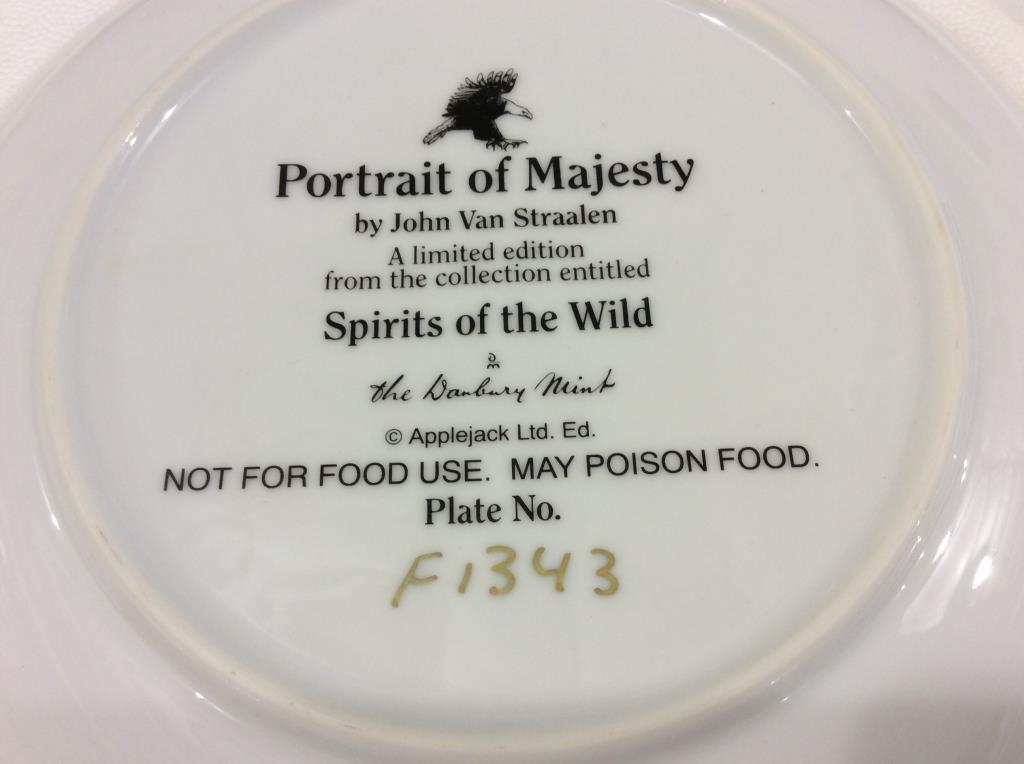 Portrait of Majesty
by John Van Straalen
A limited edition
from the collection entitled
Spirits of the Wild
the Danbury Mint
© Applejack Ltd. Ed.
NOT FOR FOOD USE. MAY POISON FOOD.
Plate No.
F1343